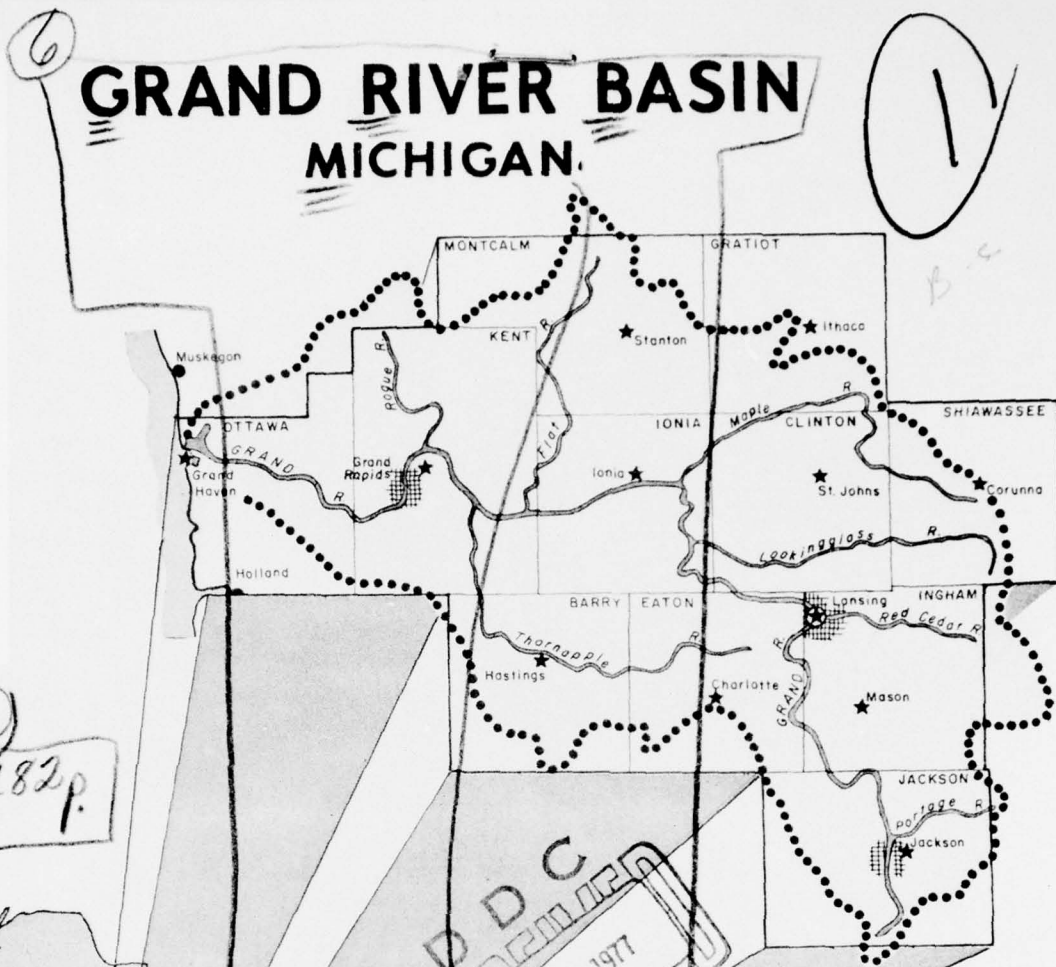 6
GRAND RIVER BASIN
MICHIGAN
1
MONTCALM
GRATIOT
KENT
Stanton
Ithaca
Muskegon
Rogue R
Flat R
OTTAWA
IONIA
Maple R
CLINTON
SHIAWASSEE
GRAND R
Grand
Haven
Grand
Rapids
Ionia
St. Johns
Corunna
Lookingglass R.
Holland
BARRY
EATON
INGHAM
Lansing
Red Cedar R
Thornapple R
Hastings
Charlotte
GRAND R.
Mason
82p.
JACKSON
Portage R
Jackson
D D C
1977